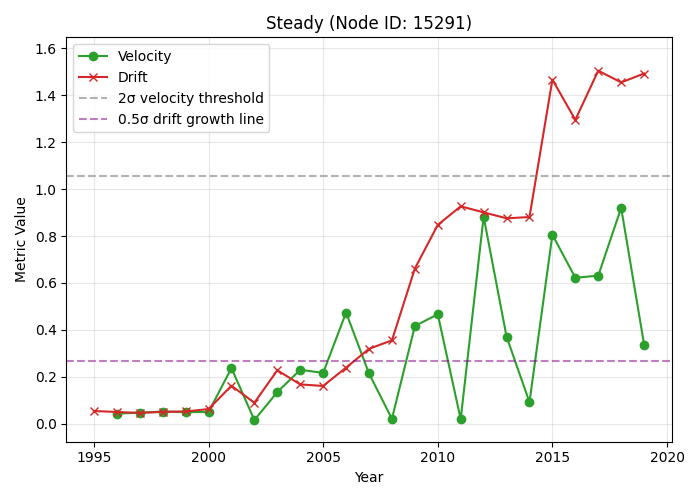 Steady (Node ID: 15291)
Velocity
Drift
2σ velocity threshold
0.5σ drift growth line
1.6
1.4
1.2
1.0
0.8
0.6
0.4
0.2
0.0
Metric Value
1995
2000
2005
2010
2015
2020
Year